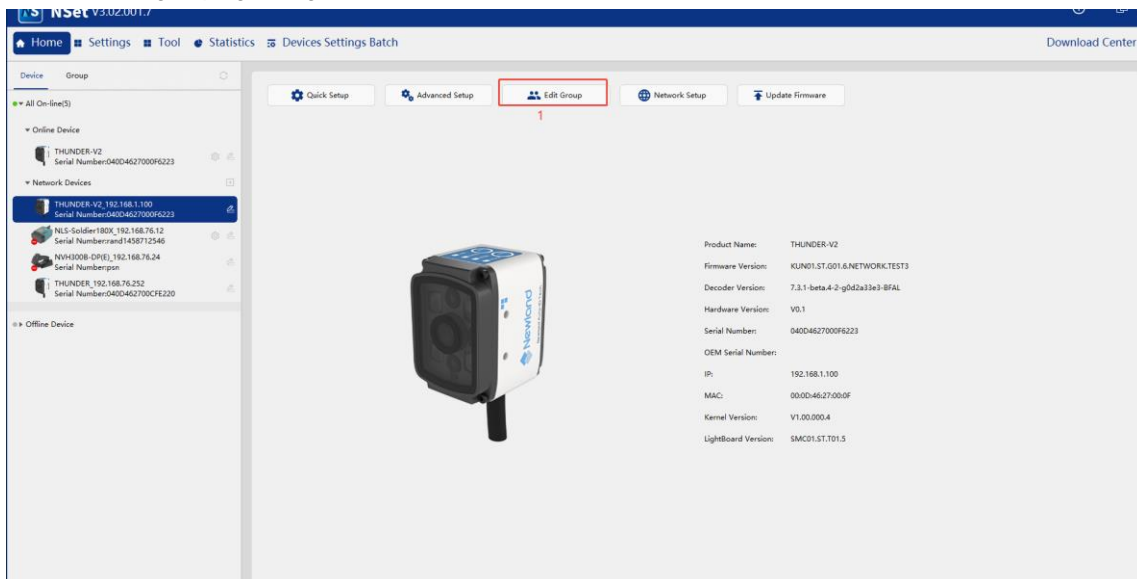 NS NSet V3.02.001.7
Home Settings Tool Statistics Devices Settings Batch Download Center
Device Group
All On-line(5)
Online Device
THUNDER-V2
Serial Number:040D4627000F6223
Network Devices
THUNDER-V2_192.168.1.100
Serial Number:040D4627000F6223
NLS-Soldier180X_192.168.76.12
Serial Number:rand1458712546
NVH300B-DP(E)_192.168.76.24
Serial Number:psn
THUNDER_192.168.76.252
Serial Number:040D462700CFE220
Offline Device
Quick Setup Advanced Setup Edit Group Network Setup Update Firmware
1
Newland
Product Name: THUNDER-V2
Firmware Version: KUN01.ST.G01.6.NETWORK.TEST3
Decoder Version: 7.3.1-beta.4-2-g0d2a33e3-BFAL
Hardware Version: V0.1
Serial Number: 040D4627000F6223
OEM Serial Number:
IP: 192.168.1.100
MAC: 00:0D:46:27:00:0F
Kernel Version: V1.00.000.4
LightBoard Version: SMC01.ST.T01.5